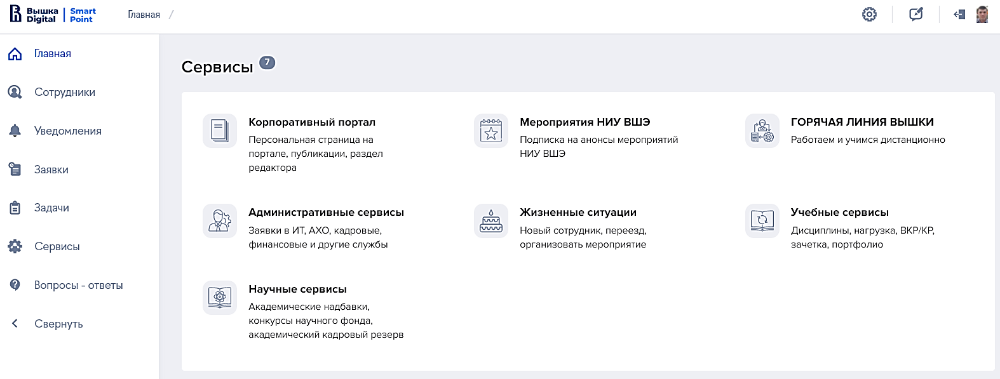 Вышка
Digital
Smart
Point
Главная /
Главная
Сотрудники
Уведомления
Заявки
Задачи
Сервисы
Вопросы - ответы
Свернуть
Сервисы 7
Корпоративный портал
Персональная страница на
портале, публикации, раздел
редактора
Мероприятия НИУ ВШЭ
Подписка на анонсы мероприятий
НИУ ВШЭ
ГОРЯЧАЯ ЛИНИЯ ВЫШКИ
Работаем и учимся дистанционно
Административные сервисы
Заявки в ИТ, АХО, кадровые,
финансовые и другие службы
Жизненные ситуации
Новый сотрудник, переезд,
организовать мероприятие
Учебные сервисы
Дисциплины, нагрузка, ВКР/КР,
зачетка, портфолио
Научные сервисы
Академические надбавки,
конкурсы научного фонда,
академический кадровый резерв